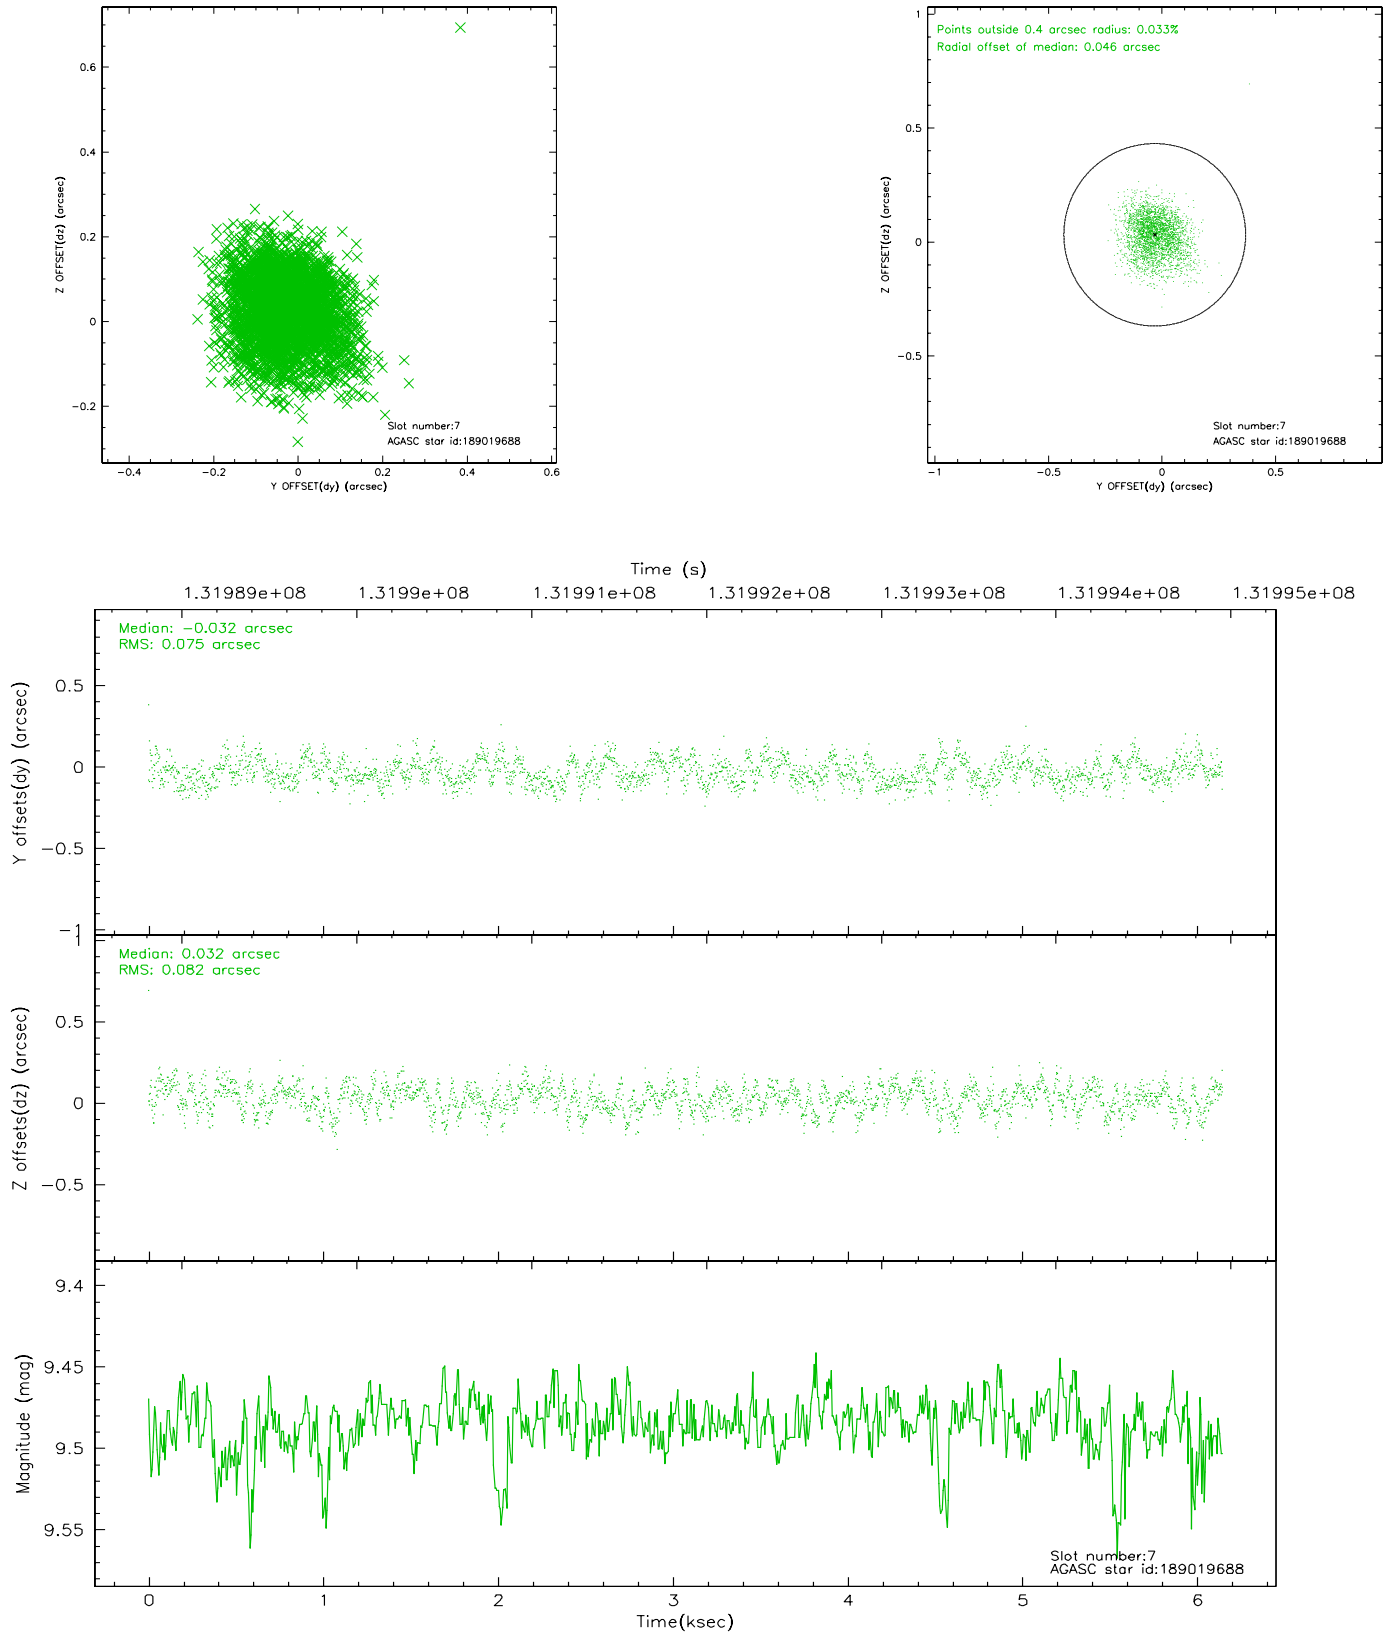 0.6
0.4
0.2
0
−0.2
Z OFFSET(dz) (arcsec)
Slot number:7
AGASC star id:189019688
−0.4 −0.2 0 0.2 0.4 0.6
Y OFFSET(dy) (arcsec)
Points outside 0.4 arcsec radius: 0.033%
Radial offset of median: 0.046 arcsec
1
0.5
0
−0.5
Z OFFSET(dz) (arcsec)
Slot number:7
AGASC star id:189019688
−1 −0.5 0 0.5
Y OFFSET(dy) (arcsec)
Time (s)
1.31989e+08 1.3199e+08 1.31991e+08 1.31992e+08 1.31993e+08 1.31994e+08 1.31995e+08
Median: −0.032 arcsec
RMS: 0.075 arcsec
0.5
0
−0.5
−1
Y offsets(dy) (arcsec)
Median: 0.032 arcsec
RMS: 0.082 arcsec
1
0.5
0
−0.5
Z offsets(dz) (arcsec)
9.4
9.45
9.5
9.55
Magnitude (mag)
Slot number:7
AGASC star id:189019688
0 1 2 3 4 5 6
Time(ksec)